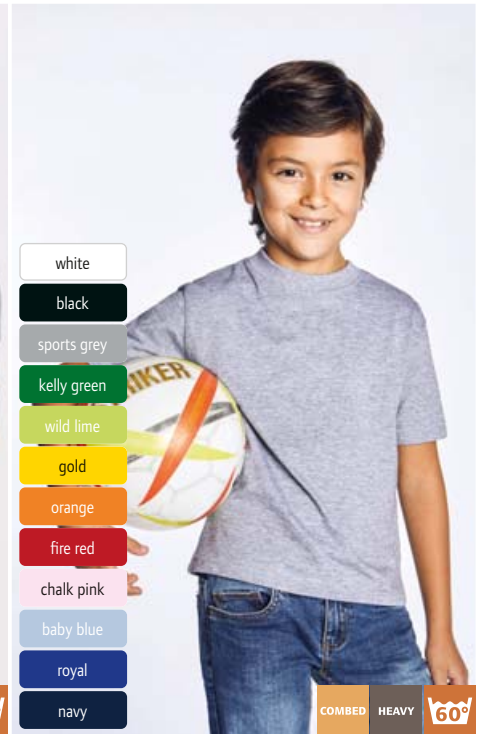 white
black
sports grey
kelly green
wild lime
gold
orange
fire red
chalk pink
baby blue
royal
navy
COMBED
HEAVY
60°